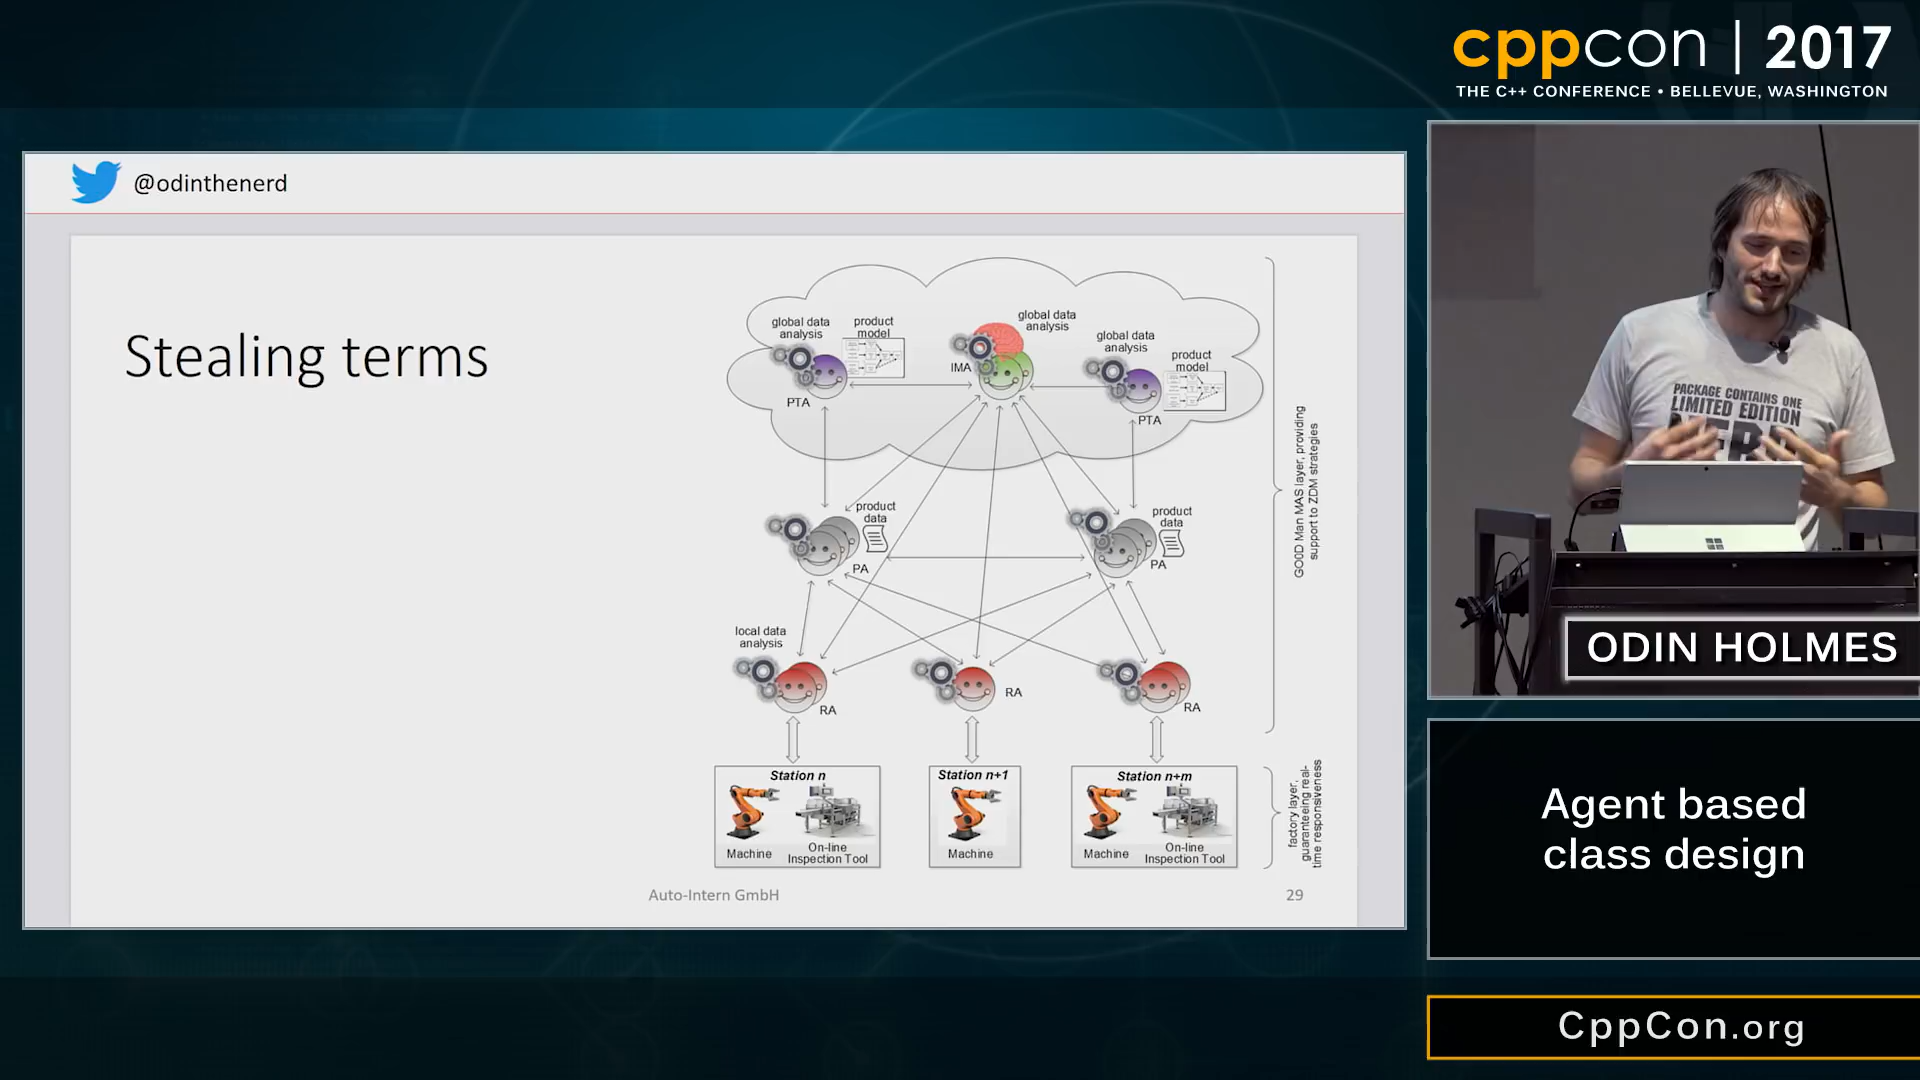 cppcon | 2017
THE C++ CONFERENCE • BELLEVUE, WASHINGTON
@odinthenerd
Stealing terms
global data
analysis
product
model
PTA
IMA
global data
analysis
global data
analysis
product
model
PTA
product
data
PA
product
data
PA
local data
analysis
RA
RA
RA
GOOD Man MAS layer, providing
support to ZDM strategies
Station n
Machine
On-line
Inspection Tool
Station n+1
Machine
Station n+m
Machine
On-line
Inspection Tool
factory layer,
guaranteeing real-
time responsiveness
Auto-Intern GmbH
29
PACKAGE CONTAINS ONE
LIMITED EDITION
ODIN HOLMES
Agent based
class design
CppCon.org